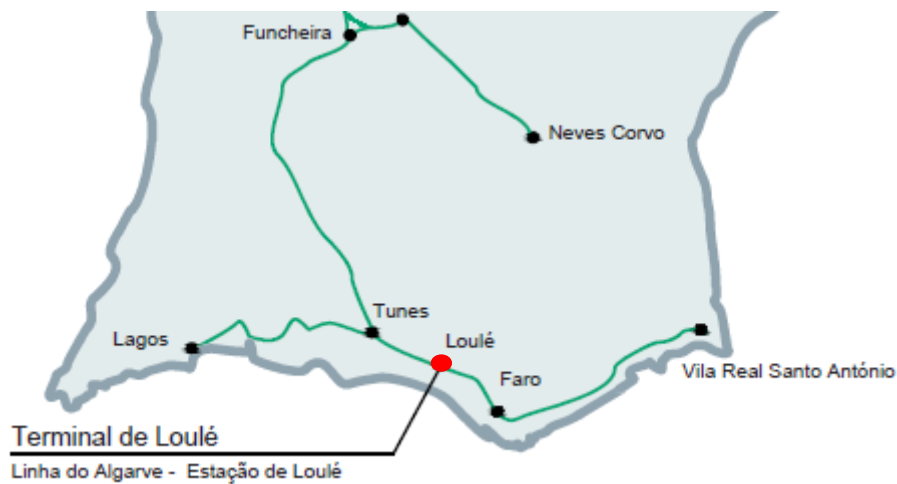 Funcheira
Neves Corvo
Tunes
Lagos
Loulé
Faro
Vila Real Santo António
Terminal de Loulé
Linha do Algarve - Estação de Loulé